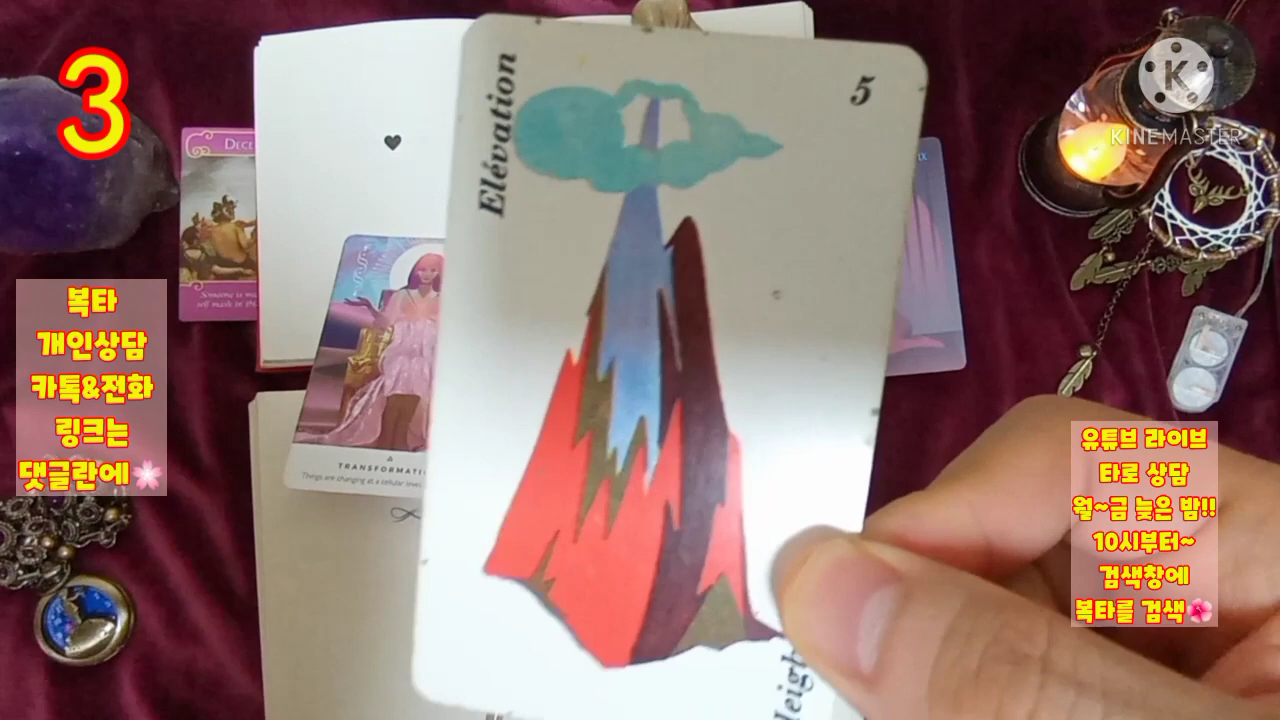 3
Elévation
5
KINEMASTER
복타
개인상담
카톡&전화
링크는
댓글란에🌸
TRANSFORMATI
Things are changing at a cellular level
유튜브 라이브
타로 상담
월~금 늦은 밤!!
10시부터~
검색창에
복타를 검색🌺